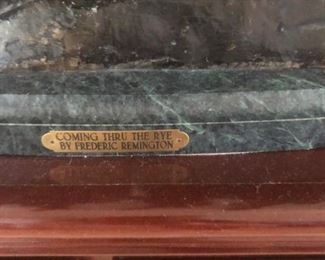 COMING THRU THE RYE
BY FREDERIC REMINGTON